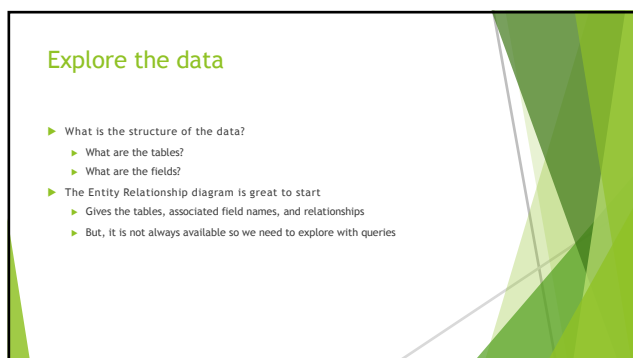 Explore the data
What is the structure of the data?
What are the tables?
What are the fields?
The Entity Relationship diagram is great to start
Gives the tables, associated field names, and relationships
But, it is not always available so we need to explore with queries